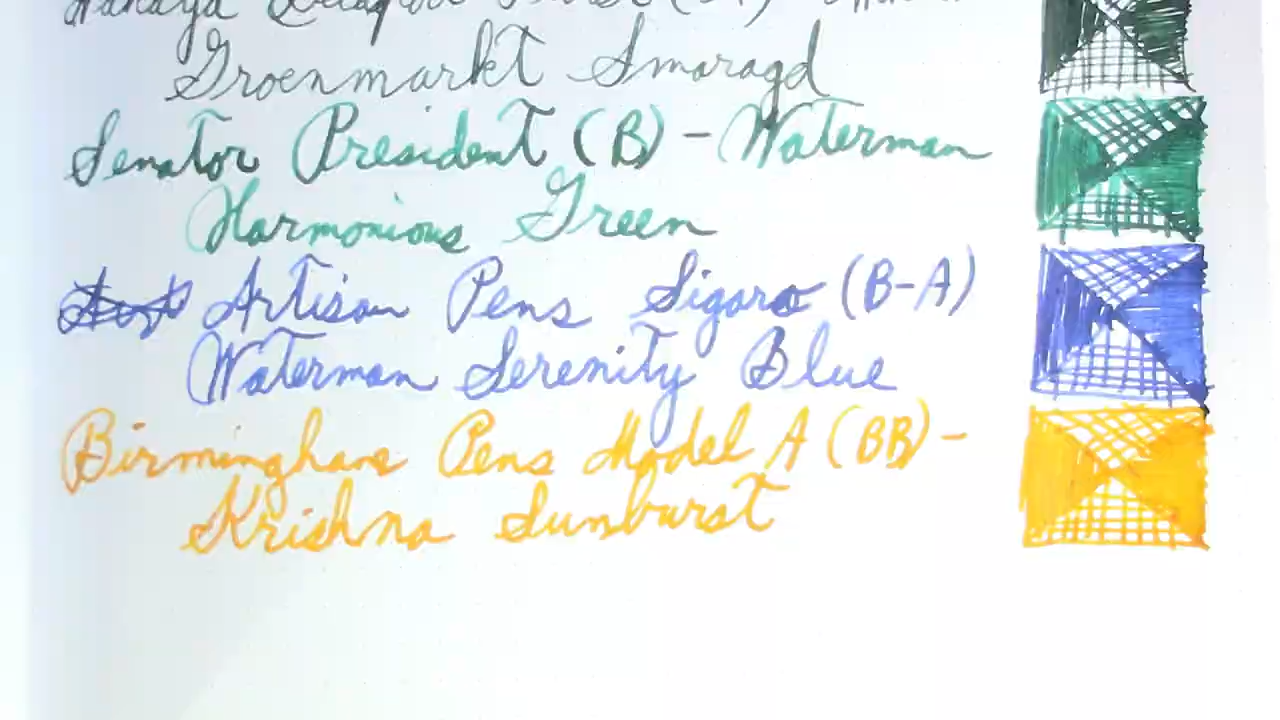 Groenmarkt Smaragd
Senator President (B) - Waterman
Harmonious Green
Artisan Pens Sigaro (B-A)
Waterman Serenity Blue
Birmingham Pens Model A (BB) -
Krishna Sunburst